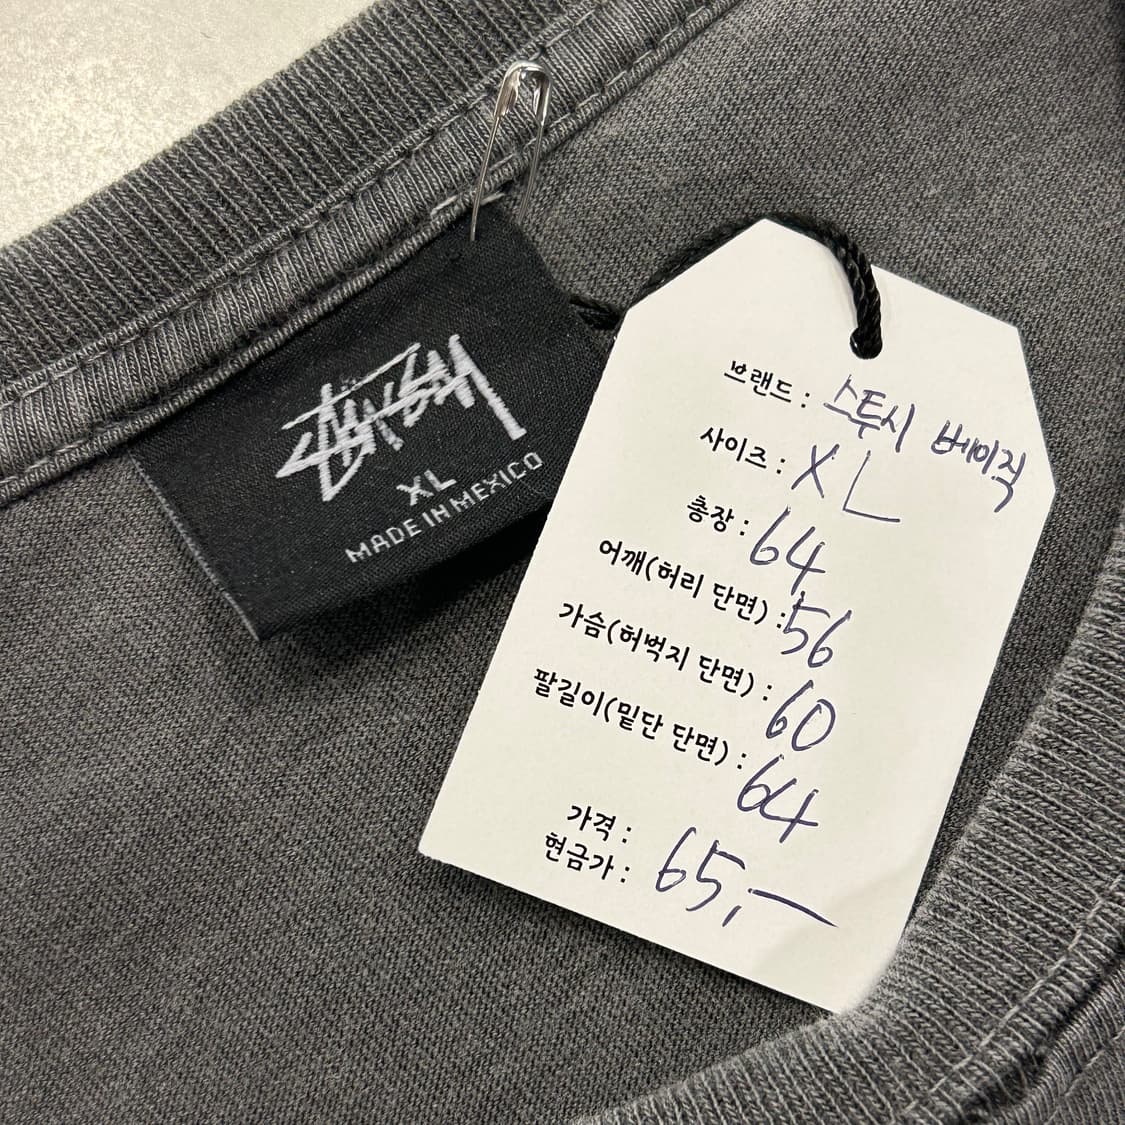 STÜSSY
XL
MADE IN MEXICO
브랜드 : 스투시 베이직
사이즈 : XL
총장 : 64
어깨(허리 단면) : 56
가슴(허벅지 단면) : 60
팔길이(밑단 단면) : 64
가격 :
현금가 : 65,—